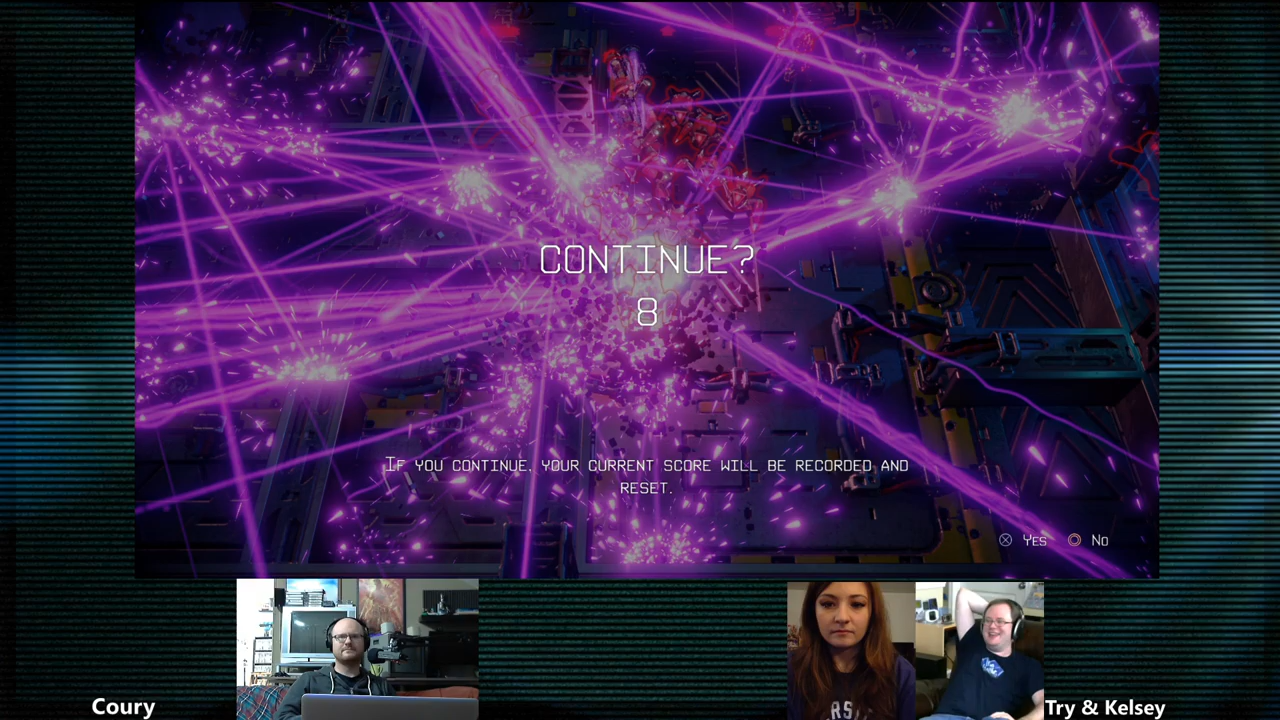 CONTINUE?
8
IF YOU CONTINUE, YOUR CURRENT SCORE WILL BE RECORDED AND
RESET.
YES NO
Coury
Try & Kelsey